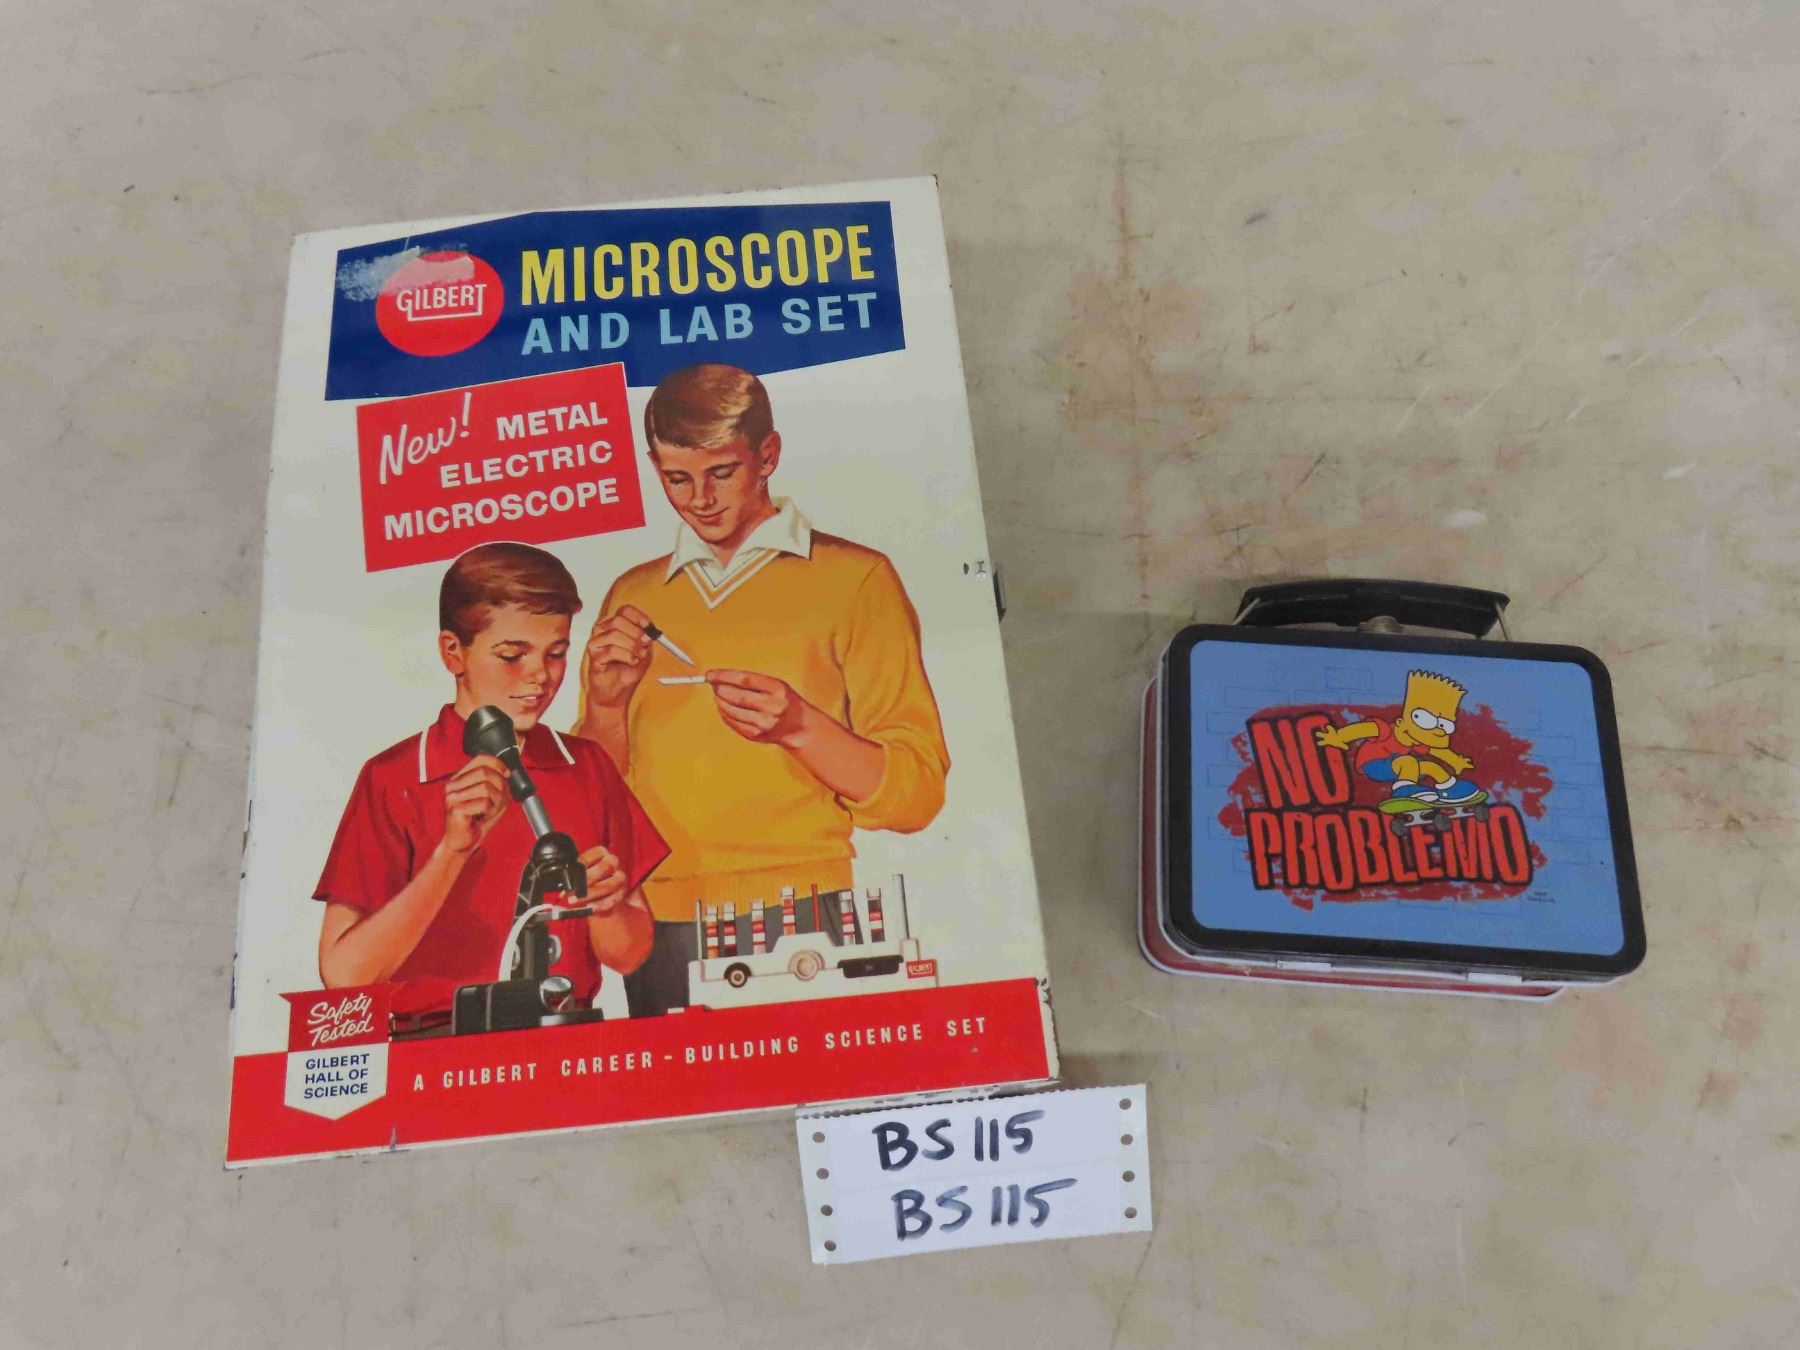 GILBERT
MICROSCOPE
AND LAB SET
New! METAL
ELECTRIC
MICROSCOPE
GILBERT
Safety
Tested
GILBERT
HALL OF
SCIENCE
A GILBERT CAREER-BUILDING SCIENCE SET
NO
PROBLEMO
BS 115
BS 115